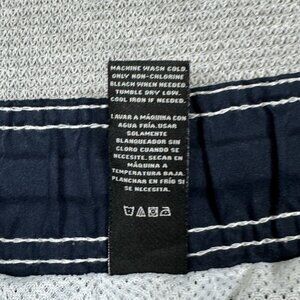 MACHINE WASH COLD.
ONLY NON-CHLORINE
BLEACH WHEN NEEDED.
TUMBLE DRY LOW.
COOL IRON IF NEEDED.
LAVAR A MÁQUINA CON
AGUA FRÍA. USAR
SOLAMENTE
BLANQUEADOR SIN
CLORO CUANDO SE
NECESITE. SECAR EN
MÁQUINA A
TEMPERATURA BAJA.
PLANCHAR EN FRÍO SI
SE NECESITA.